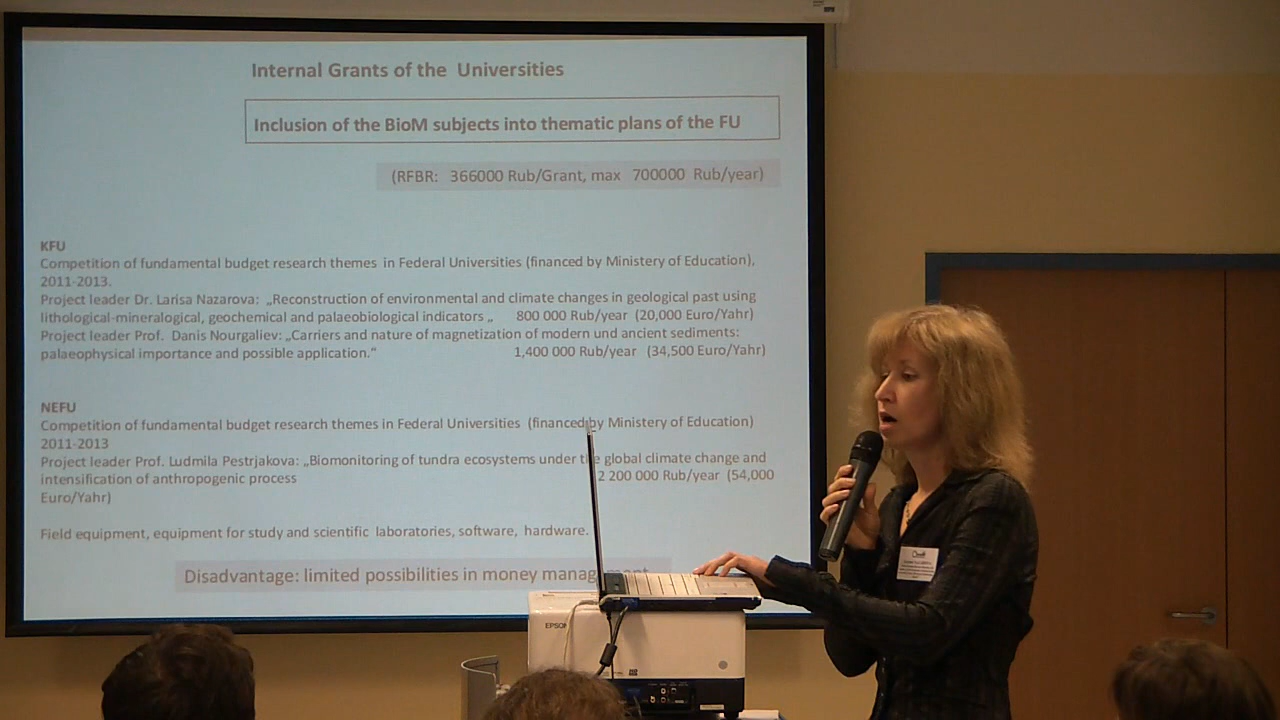 Internal Grants of the Universities
Inclusion of the BioM subjects into thematic plans of the FU
(RFBR: 366000 Rub/Grant, max 700000 Rub/year)
KFU
Competition of fundamental budget research themes in Federal Universities (financed by Ministery of Education),
2011-2013.
Project leader Dr. Larisa Nazarova: „Reconstruction of environmental and climate changes in geological past using
lithological-mineralogical, geochemical and palaeobiological indicators „ 800 000 Rub/year (20,000 Euro/Yahr)
Project leader Prof. Danis Nourgaliev: „Carriers and nature of magnetization of modern und ancient sediments:
palaeophysical importance and possible application.“ 1,400 000 Rub/year (34,500 Euro/Yahr)
NEFU
Competition of fundamental budget research themes in Federal Universities (financed by Ministery of Education)
2011-2013
Project leader Prof. Ludmila Pestrjakova: „Biomonitoring of tundra ecosystems under the global climate change and
intensification of anthropogenic process 2 200 000 Rub/year (54,000
Euro/Yahr)
Field equipment, equipment for study and scientific laboratories, software, hardware.
Disadvantage: limited possibilities in money management
EPSON